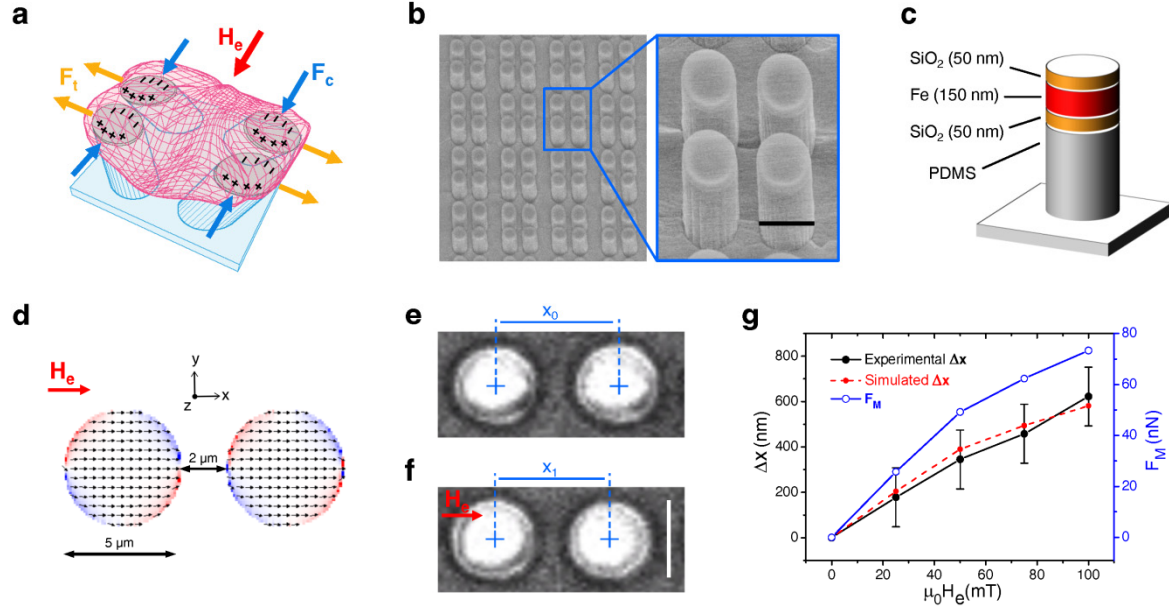 a
H_e
F_t
F_c
+ + + +
b
c
SiO₂ (50 nm)
Fe (150 nm)
SiO₂ (50 nm)
PDMS
d
H_e
y
z
x
2 µm
5 µm
e
x₀
f
x₁
H_e
g
Experimental Δx
Simulated Δx
F_M
Δx (nm)
800
600
400
200
0
80
60
40
20
0
F_M (nN)
0 20 40 60 80 100
µ₀H_e(mT)